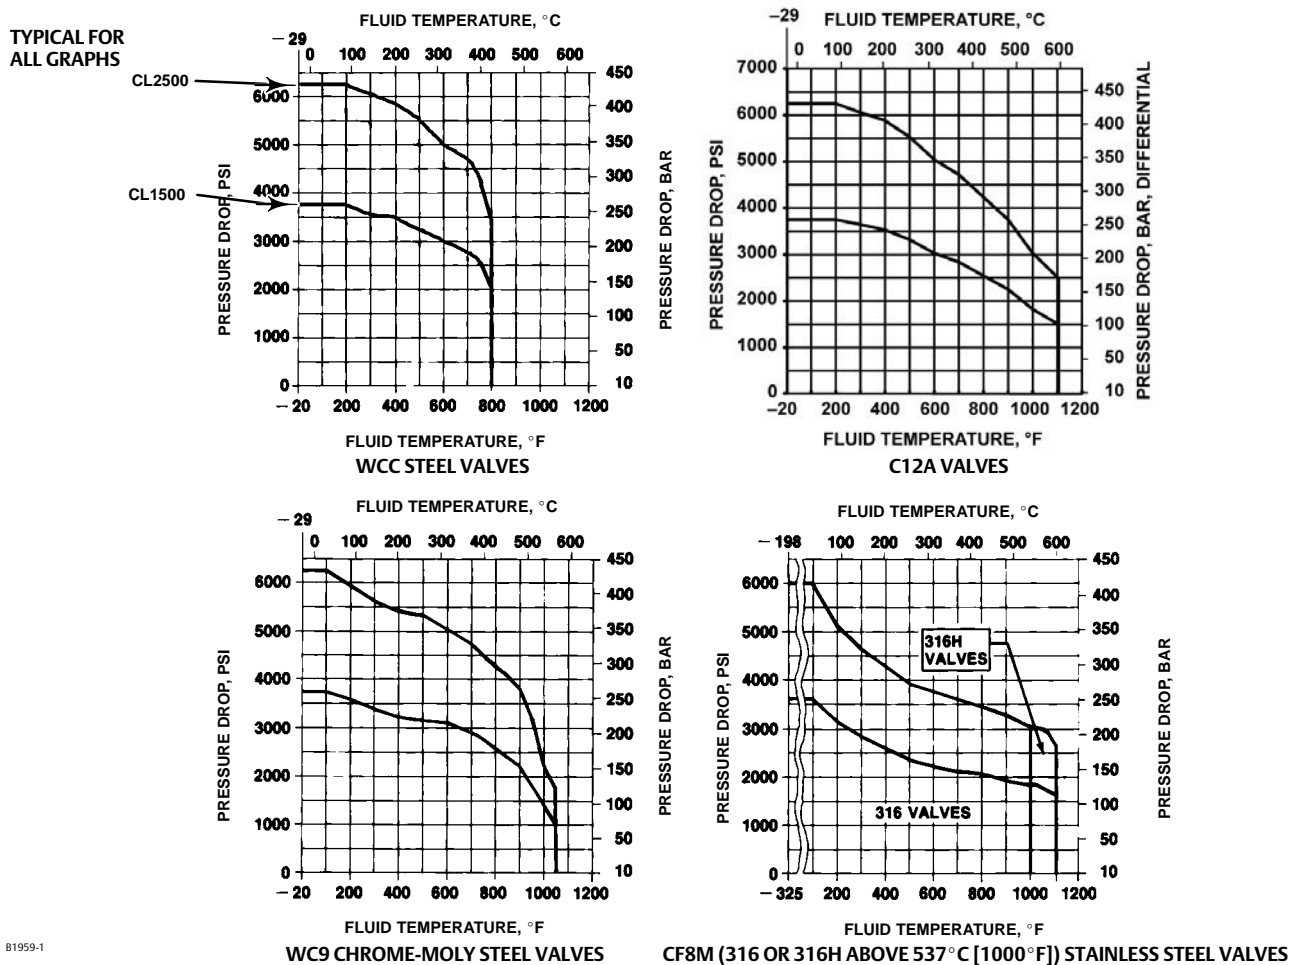 TYPICAL FOR
ALL GRAPHS
CL2500
CL1500
FLUID TEMPERATURE, °C
– 29
0 100 200 300 400 500 600
6000
5000
4000
3000
2000
1000
0
PRESSURE DROP, PSI
450
400
350
300
250
200
150
100
50
10
PRESSURE DROP, BAR
– 20 200 400 600 800 1000 1200
FLUID TEMPERATURE, °F
WCC STEEL VALVES
FLUID TEMPERATURE, °C
–29
0 100 200 300 400 500 600
7000
6000
5000
4000
3000
2000
1000
0
PRESSURE DROP, PSI
450
400
350
300
250
200
150
100
50
10
PRESSURE DROP, BAR, DIFFERENTIAL
–20 200 400 600 800 1000 1200
FLUID TEMPERATURE, °F
C12A VALVES
FLUID TEMPERATURE, °C
– 29
0 100 200 300 400 500 600
6000
5000
4000
3000
2000
1000
0
PRESSURE DROP, PSI
450
400
350
300
250
200
150
100
50
10
PRESSURE DROP, BAR
– 20 200 400 600 800 1000 1200
FLUID TEMPERATURE, °F
WC9 CHROME-MOLY STEEL VALVES
FLUID TEMPERATURE, °C
– 198 100 200 300 400 500 600
6000
5000
4000
3000
2000
1000
0
PRESSURE DROP, PSI
316H
VALVES
316 VALVES
450
400
350
300
250
200
150
100
50
10
PRESSURE DROP, BAR
– 325 200 400 600 800 1000 1200
FLUID TEMPERATURE, °F
CF8M (316 OR 316H ABOVE 537°C [1000°F]) STAINLESS STEEL VALVES
B1959-1